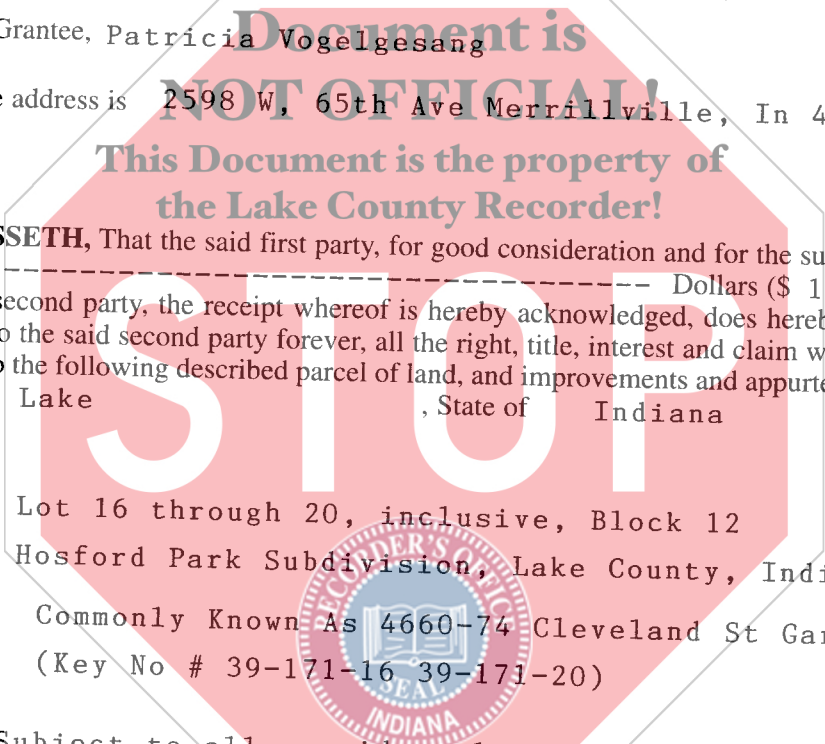 Document is
Grantee, Patricia Vogelgesang
NOT OFFICIAL!
address is 2598 W, 65th Ave Merrillville, In 4
This Document is the property of
the Lake County Recorder!
SSETH, That the said first party, for good consideration and for the su
------------------------------------------ Dollars ($ 1
second party, the receipt whereof is hereby acknowledged, does hereb
o the said second party forever, all the right, title, interest and claim w
the following described parcel of land, and improvements and appurte
Lake , State of Indiana
STOP
Lot 16 through 20, inclusive, Block 12
Hosford Park Subdivision, Lake County, Indi
Commonly Known As 4660-74 Cleveland St Gar
(Key No # 39-171-16 39-171-20)
RECORDER'S OFFICE
SEAL
INDIANA
Subject to all